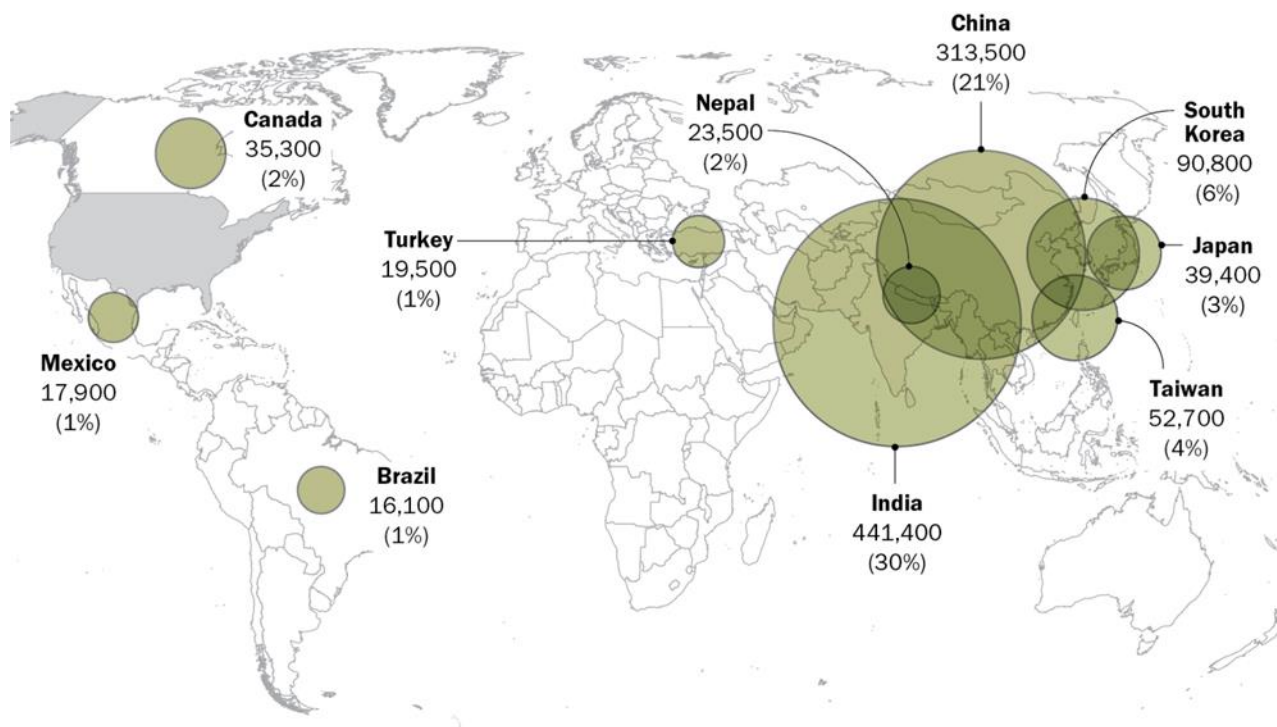 China
313,500
(21%)
Nepal
23,500
(2%)
South
Korea
90,800
(6%)
Canada
35,300
(2%)
Turkey
19,500
(1%)
Japan
39,400
(3%)
Mexico
17,900
(1%)
Taiwan
52,700
(4%)
Brazil
16,100
(1%)
India
441,400
(30%)